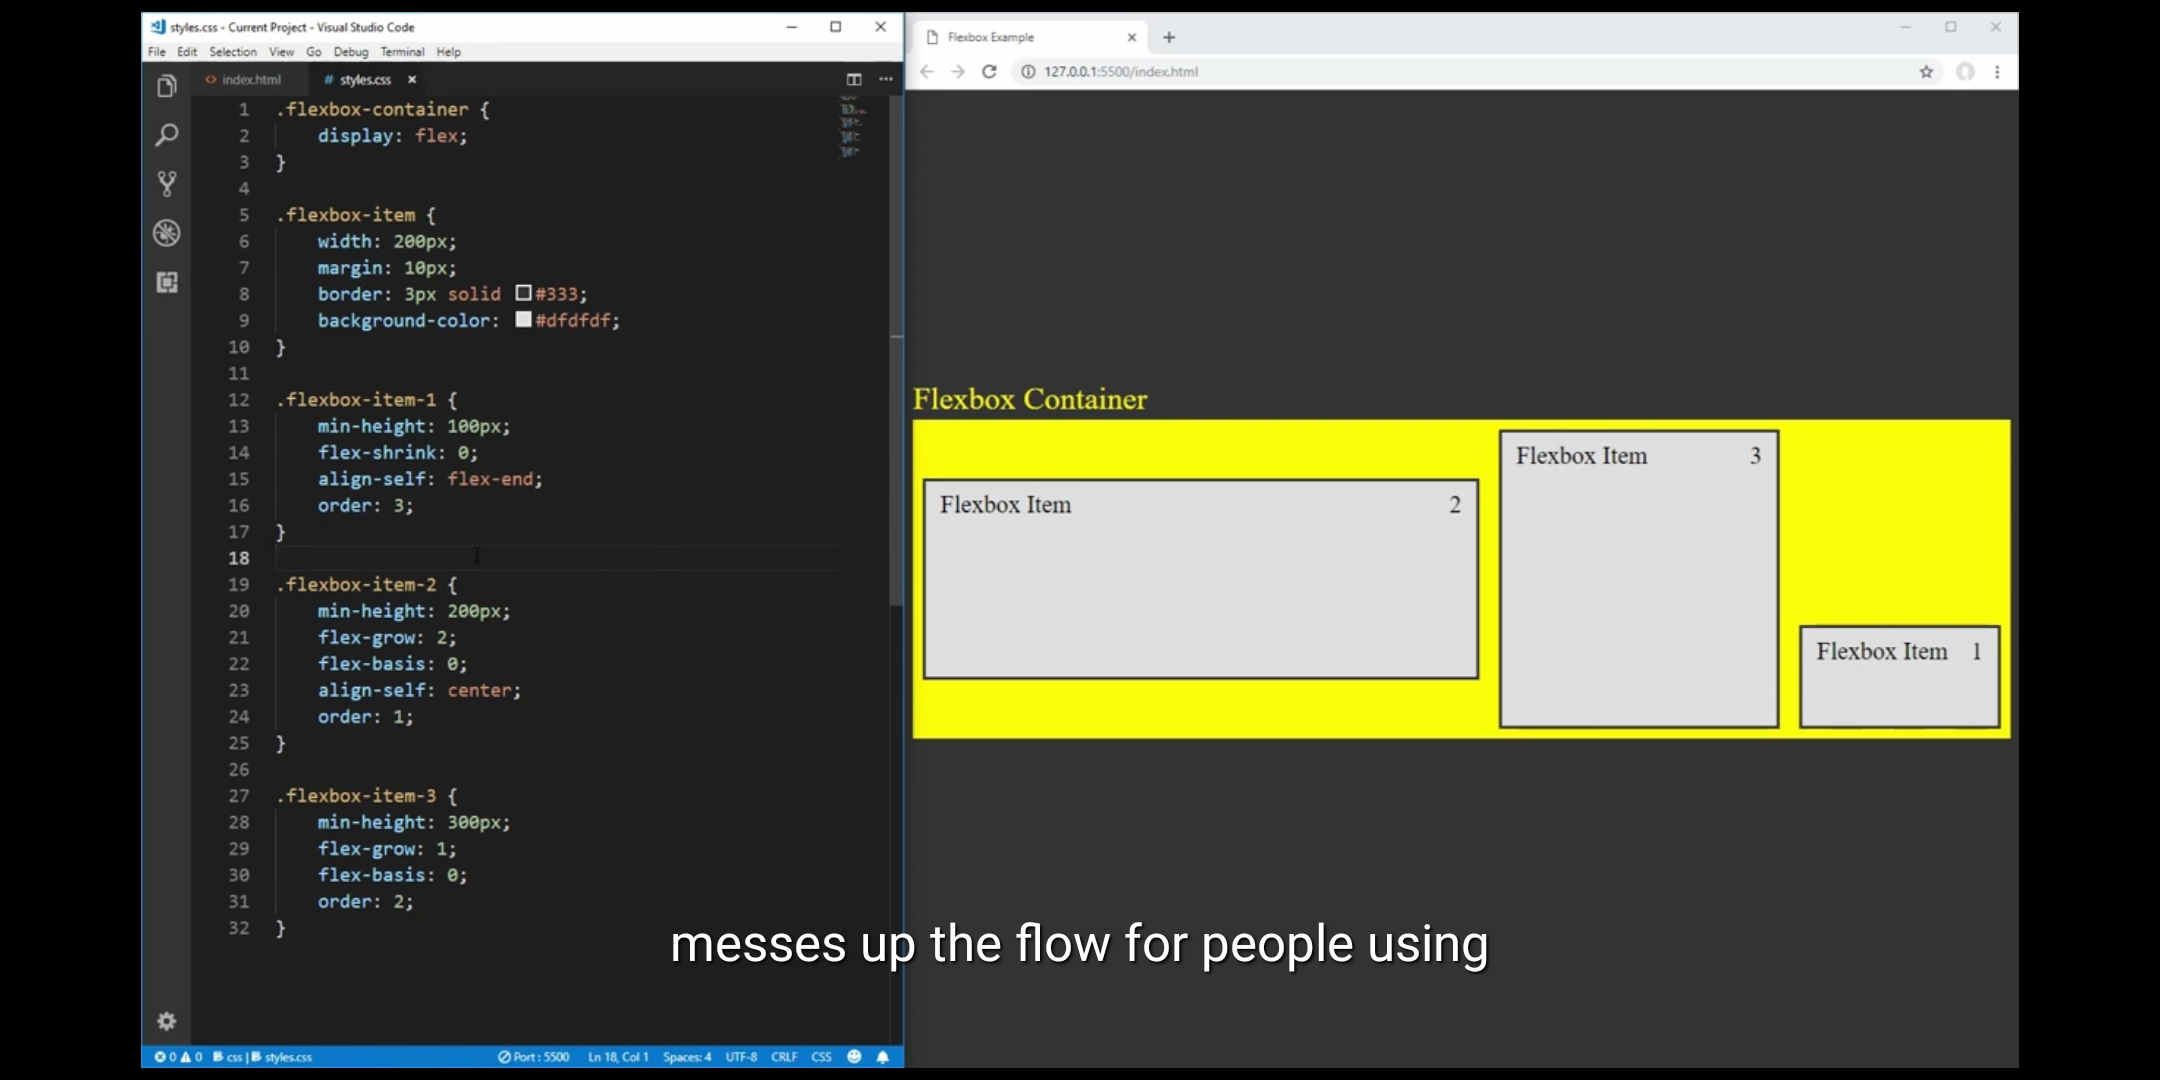 styles.css - Current Project - Visual Studio Code
File Edit Selection View Go Debug Terminal Help
index.html
# styles.css
1 .flexbox-container {
2 display: flex;
3 }
4
5 .flexbox-item {
6 width: 200px;
7 margin: 10px;
8 border: 3px solid #333;
9 background-color: #dfdfdf;
10 }
11
12 .flexbox-item-1 {
13 min-height: 100px;
14 flex-shrink: 0;
15 align-self: flex-end;
16 order: 3;
17 }
18
19 .flexbox-item-2 {
20 min-height: 200px;
21 flex-grow: 2;
22 flex-basis: 0;
23 align-self: center;
24 order: 1;
25 }
26
27 .flexbox-item-3 {
28 min-height: 300px;
29 flex-grow: 1;
30 flex-basis: 0;
31 order: 2;
32 }
0 0 css | styles.css Port : 5500 Ln 18, Col 1 Spaces: 4 UTF-8 CRLF CSS
Flexbox Example
127.0.0.1:5500/index.html
Flexbox Container
Flexbox Item 2
Flexbox Item 3
Flexbox Item 1
messes up the flow for people using